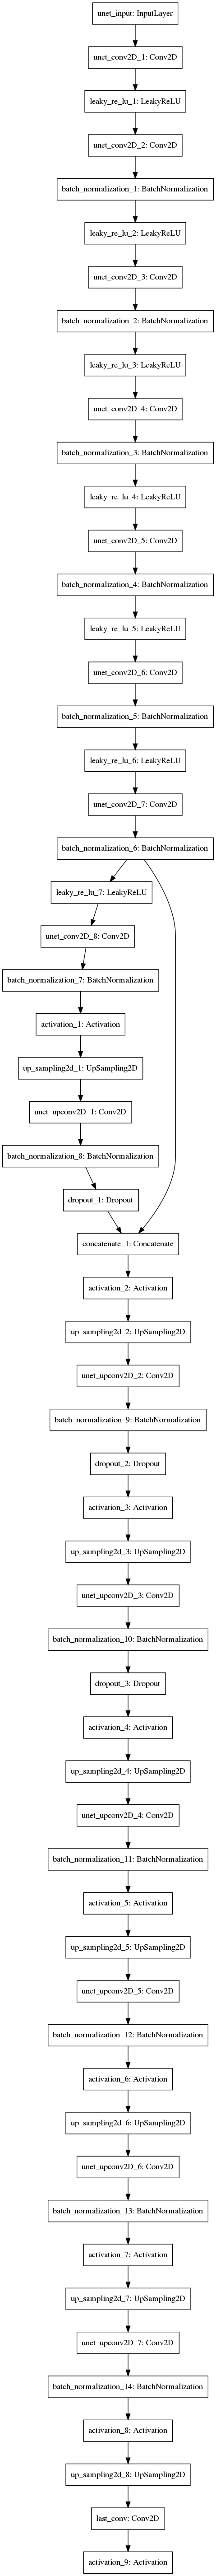 unet_input: InputLayer
unet_conv2D_1: Conv2D
leaky_re_lu_1: LeakyReLU
unet_conv2D_2: Conv2D
batch_normalization_1: BatchNormalization
leaky_re_lu_2: LeakyReLU
unet_conv2D_3: Conv2D
batch_normalization_2: BatchNormalization
leaky_re_lu_3: LeakyReLU
unet_conv2D_4: Conv2D
batch_normalization_3: BatchNormalization
leaky_re_lu_4: LeakyReLU
unet_conv2D_5: Conv2D
batch_normalization_4: BatchNormalization
leaky_re_lu_5: LeakyReLU
unet_conv2D_6: Conv2D
batch_normalization_5: BatchNormalization
leaky_re_lu_6: LeakyReLU
unet_conv2D_7: Conv2D
batch_normalization_6: BatchNormalization
leaky_re_lu_7: LeakyReLU
unet_conv2D_8: Conv2D
batch_normalization_7: BatchNormalization
activation_1: Activation
up_sampling2d_1: UpSampling2D
unet_upconv2D_1: Conv2D
batch_normalization_8: BatchNormalization
dropout_1: Dropout
concatenate_1: Concatenate
activation_2: Activation
up_sampling2d_2: UpSampling2D
unet_upconv2D_2: Conv2D
batch_normalization_9: BatchNormalization
dropout_2: Dropout
activation_3: Activation
up_sampling2d_3: UpSampling2D
unet_upconv2D_3: Conv2D
batch_normalization_10: BatchNormalization
dropout_3: Dropout
activation_4: Activation
up_sampling2d_4: UpSampling2D
unet_upconv2D_4: Conv2D
batch_normalization_11: BatchNormalization
activation_5: Activation
up_sampling2d_5: UpSampling2D
unet_upconv2D_5: Conv2D
batch_normalization_12: BatchNormalization
activation_6: Activation
up_sampling2d_6: UpSampling2D
unet_upconv2D_6: Conv2D
batch_normalization_13: BatchNormalization
activation_7: Activation
up_sampling2d_7: UpSampling2D
unet_upconv2D_7: Conv2D
batch_normalization_14: BatchNormalization
activation_8: Activation
up_sampling2d_8: UpSampling2D
last_conv: Conv2D
activation_9: Activation